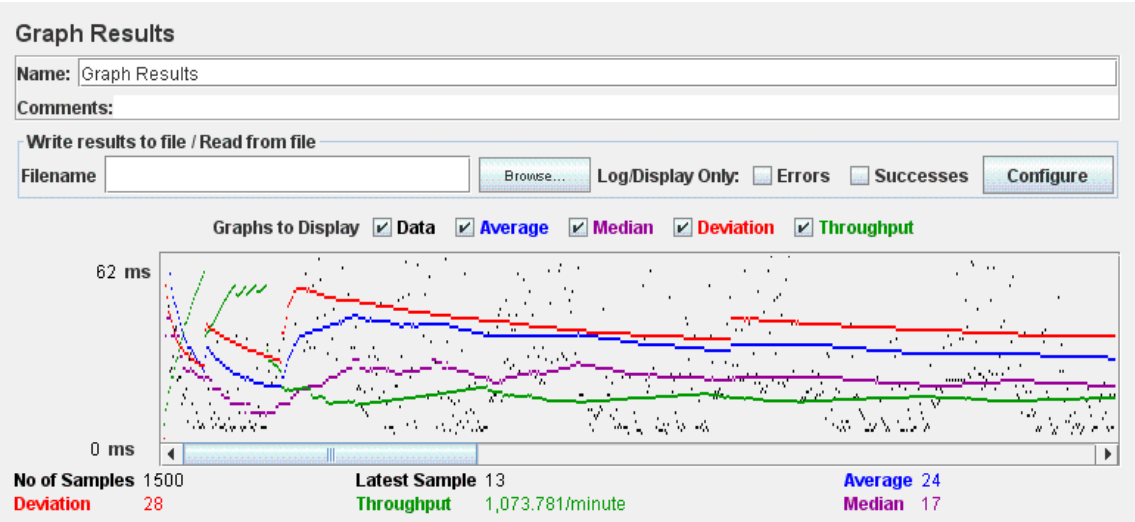 Graph Results
Name: Graph Results
Comments:
Write results to file / Read from file
Filename Browse... Log/Display Only: Errors Successes Configure
Graphs to Display Data Average Median Deviation Throughput
62 ms
0 ms
No of Samples 1500 Latest Sample 13 Average 24
Deviation 28 Throughput 1,073.781/minute Median 17